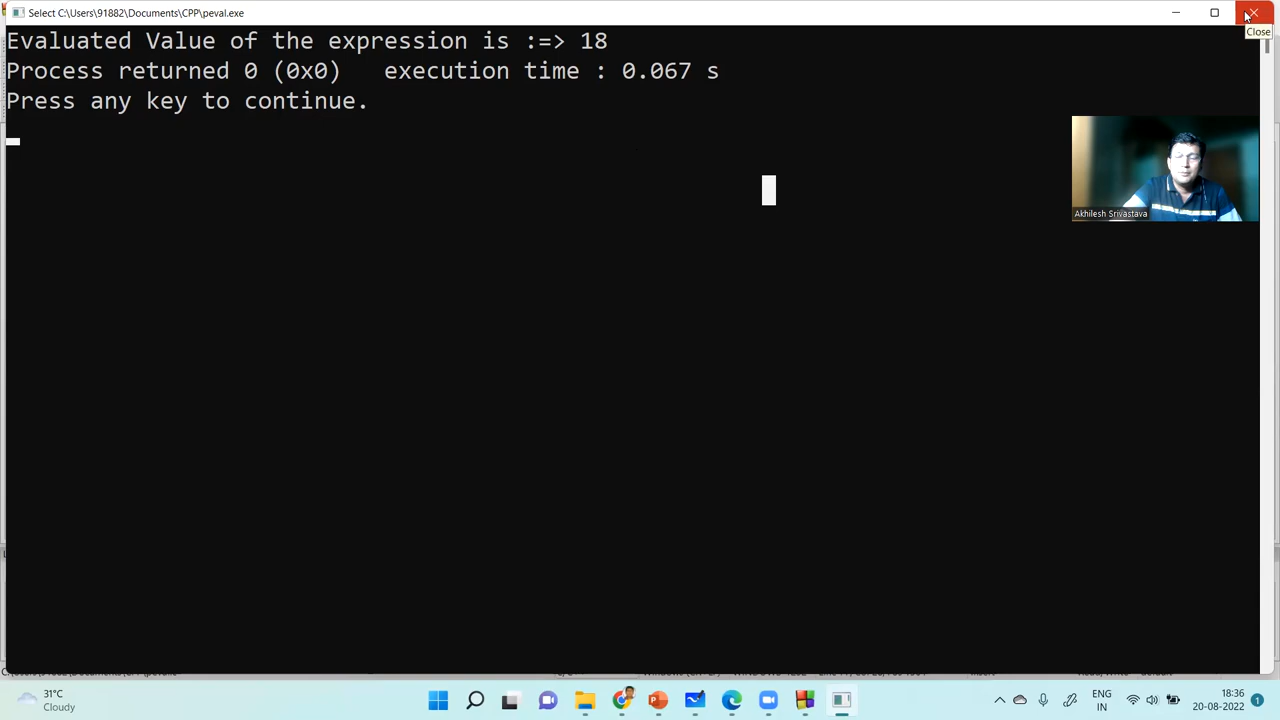 Select C:\Users\91882\Documents\CPP\peval.exe
Close
Evaluated Value of the expression is :=> 18
Process returned 0 (0x0)   execution time : 0.067 s
Press any key to continue.
Akhilesh Srivastava
31°C
Cloudy
ENG
IN
18:36
20-08-2022
1